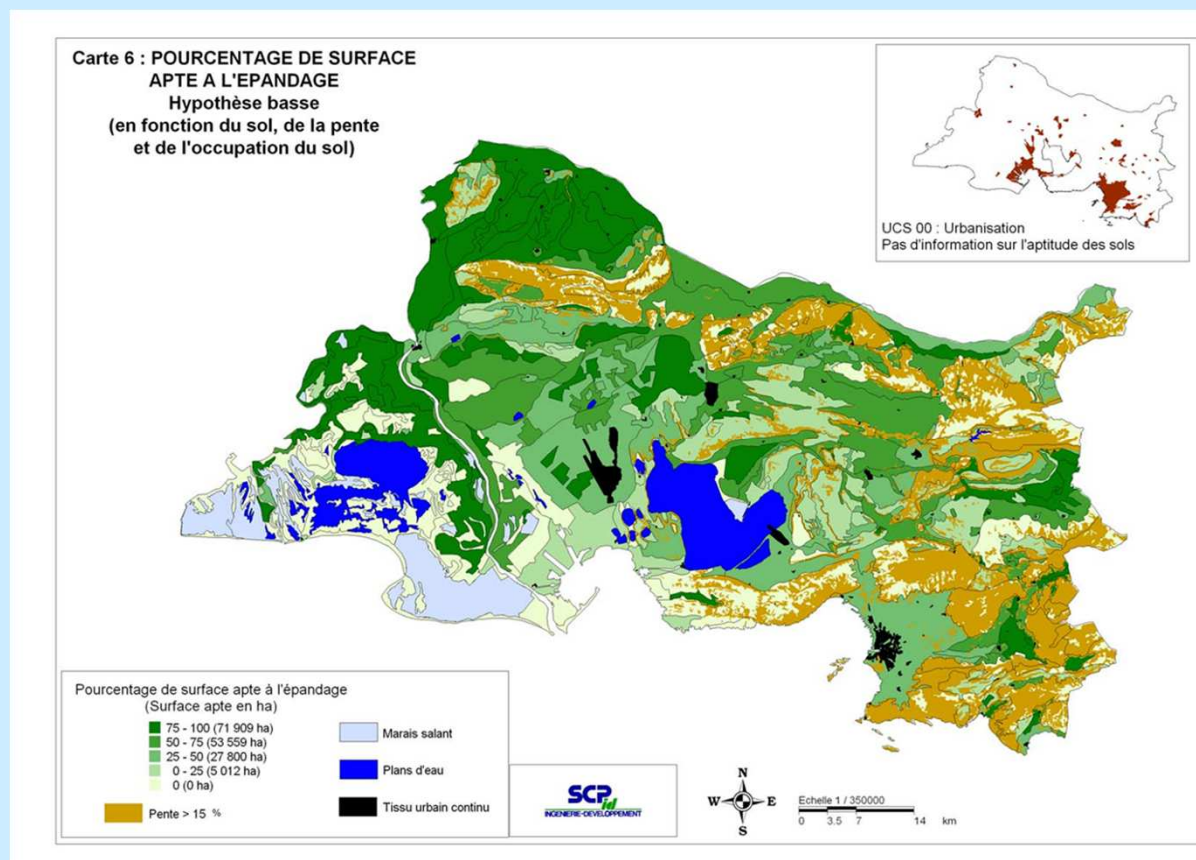 Carte 6 : POURCENTAGE DE SURFACE
APTE A L'EPANDAGE
Hypothèse basse
(en fonction du sol, de la pente
et de l'occupation du sol)
UCS 00 : Urbanisation
Pas d'information sur l'aptitude des sols
Pourcentage de surface apte à l'épandage
(Surface apte en ha)
75 - 100 (71 909 ha)
50 - 75 (53 559 ha)
25 - 50 (27 800 ha)
0 - 25 (5 012 ha)
0 (0 ha)
Pente > 15 %
Marais salant
Plans d'eau
Tissu urbain continu
SCP id
INGENIERIE-DEVELOPPEMENT
N
W E
S
Echelle 1 / 350000
0 3.5 7 14 km